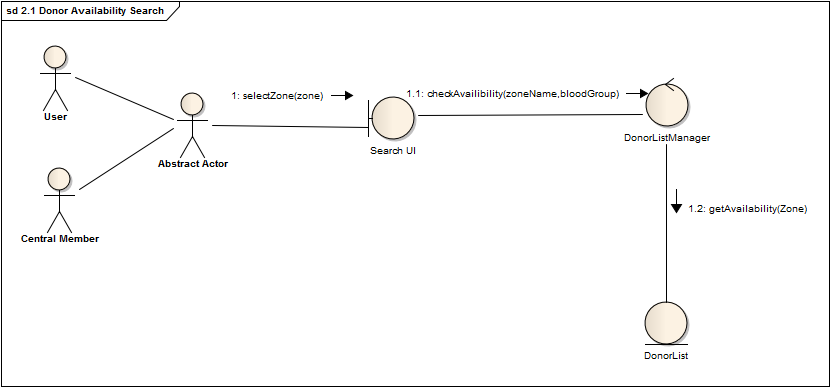 sd 2.1 Donor Availability Search
User
Central Member
Abstract Actor
1: selectZone(zone)
Search UI
1.1: checkAvailibility(zoneName,bloodGroup)
DonorListManager
1.2: getAvailability(Zone)
DonorList